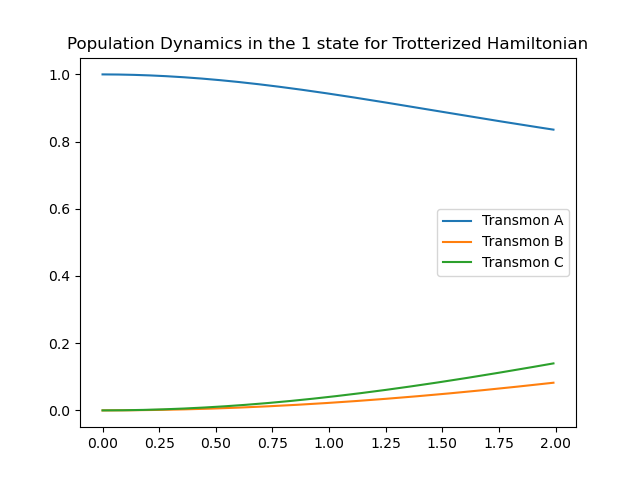 Population Dynamics in the 1 state for Trotterized Hamiltonian
1.0
0.8
0.6
0.4
0.2
0.0
Transmon A
Transmon B
Transmon C
0.00 0.25 0.50 0.75 1.00 1.25 1.50 1.75 2.00